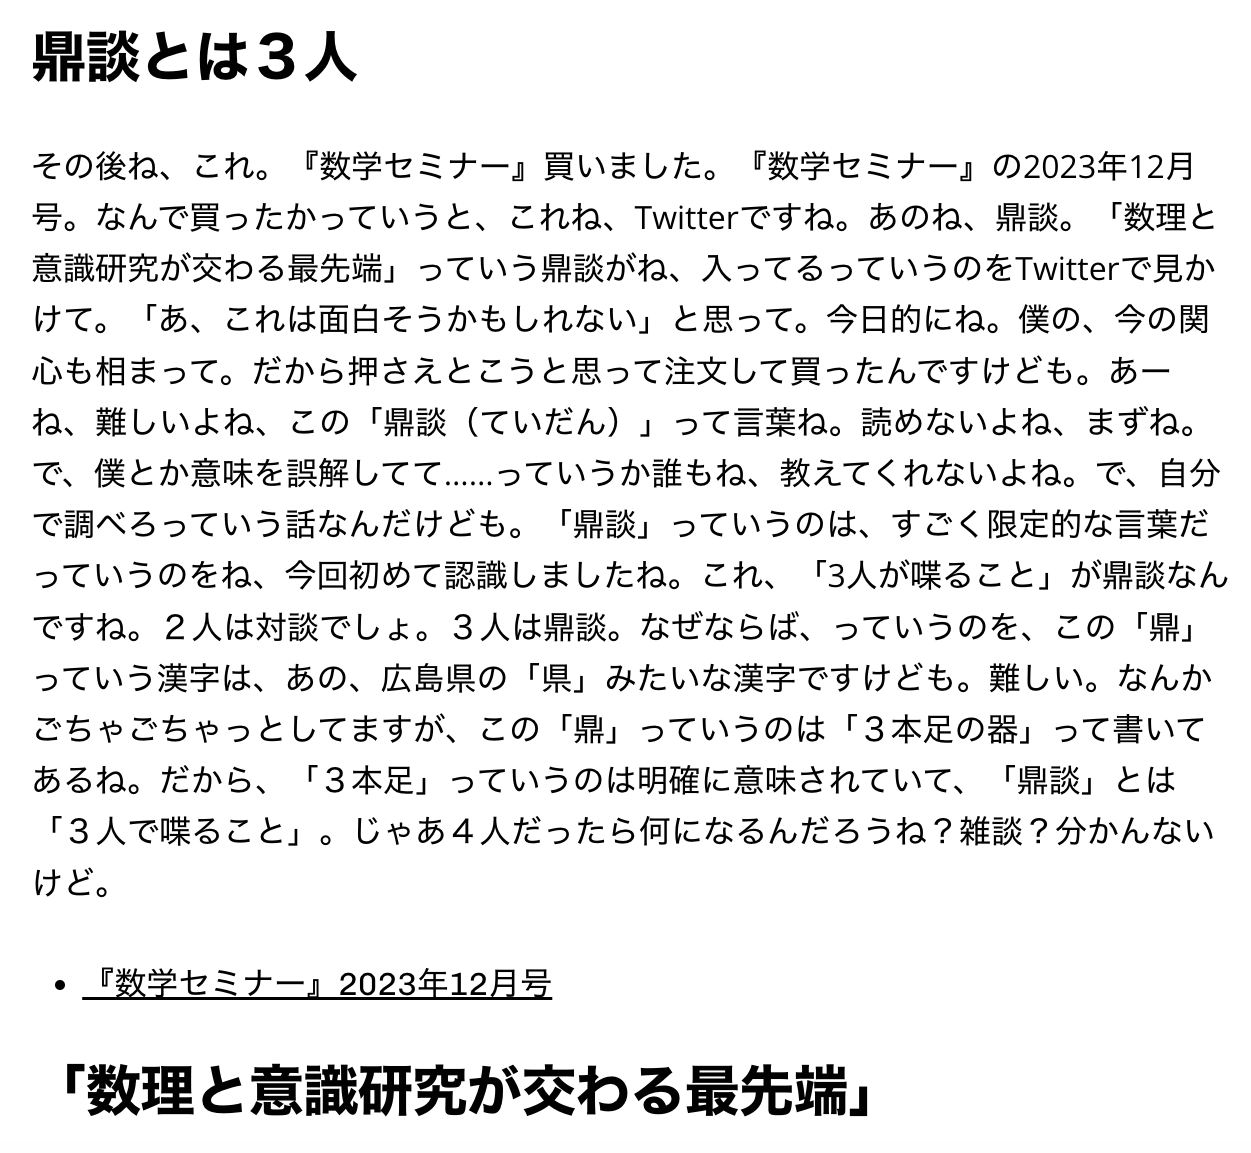 鼎談とは３人
その後ね、これ。『数学セミナー』買いました。『数学セミナー』の2023年12月
号。なんで買ったかっていうと、これね、Twitterですね。あのね、鼎談。「数理と
意識研究が交わる最先端」っていう鼎談がね、入ってるっていうのをTwitterで見か
けて。「あ、これは面白そうかもしれない」と思って。今日的にね。僕の、今の関
心も相まって。だから押さえとこうと思って注文して買ったんですけども。あー
ね、難しいよね、この「鼎談（ていだん）」って言葉ね。読めないよね、まずね。
で、僕とか意味を誤解してて……っていうか誰もね、教えてくれないよね。で、自分
で調べろっていう話なんだけども。「鼎談」っていうのは、すごく限定的な言葉だ
っていうのをね、今回初めて認識しましたね。これ、「3人が喋ること」が鼎談なん
ですね。２人は対談でしょ。３人は鼎談。なぜならば、っていうのを、この「鼎」
っていう漢字は、あの、広島県の「県」みたいな漢字ですけども。難しい。なんか
ごちゃごちゃっとしてますが、この「鼎」っていうのは「３本足の器」って書いて
あるね。だから、「３本足」っていうのは明確に意味されていて、「鼎談」とは
「３人で喋ること」。じゃあ４人だったら何になるんだろうね？雑談？分かんない
けど。
• 『数学セミナー』2023年12月号
「数理と意識研究が交わる最先端」